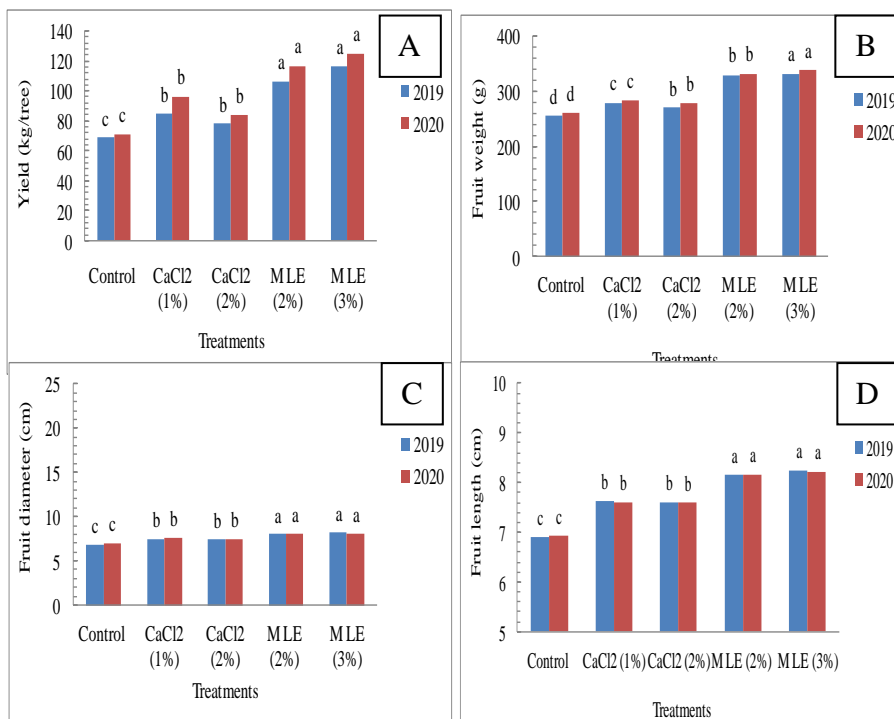 A
Yield (kg/tree)
140
120
100
80
60
40
20
0
c c
b b
b b
a a
a a
2019
2020
Control
CaCl2 (1%)
CaCl2 (2%)
MLE (2%)
MLE (3%)
Treatments
B
Fruit weight (g)
400
300
200
100
0
d d
c c
b b
b b
a a
2019
2020
Control
CaCl2 (1%)
CaCl2 (2%)
MLE (2%)
MLE (3%)
Treatments
C
Fruit diameter (cm)
25
20
15
10
5
0
c c
b b
b b
a a
a a
2019
2020
Control
CaCl2 (1%)
CaCl2 (2%)
MLE (2%)
MLE (3%)
Treatments
D
Fruit length (cm)
10
9
8
7
6
5
c c
b b
b b
a a
a a
2019
2020
Control
CaCl2 (1%)
CaCl2 (2%)
MLE (2%)
MLE (3%)
Treatments